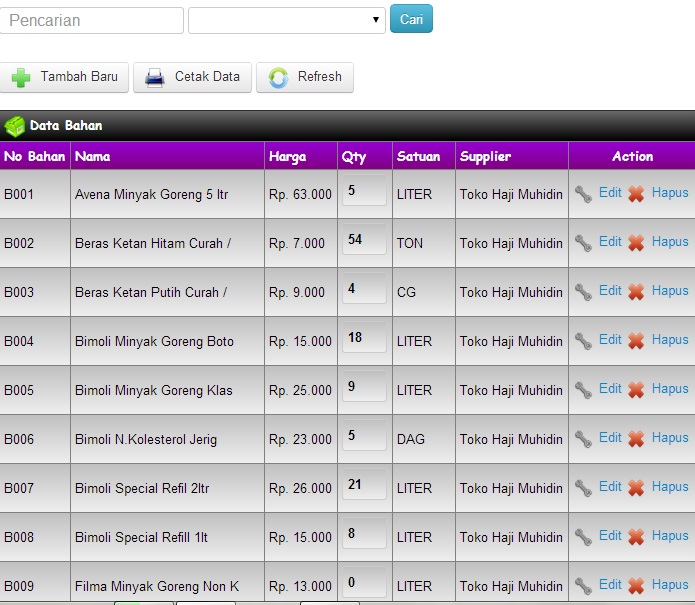 Pencarian Cari
Tambah Baru Cetak Data Refresh
Data Bahan
No Bahan Nama Harga Qty Satuan Supplier Action
B001 Avena Minyak Goreng 5 ltr Rp. 63.000 5 LITER Toko Haji Muhidin Edit Hapus
B002 Beras Ketan Hitam Curah / Rp. 7.000 54 TON Toko Haji Muhidin Edit Hapus
B003 Beras Ketan Putih Curah / Rp. 9.000 4 CG Toko Haji Muhidin Edit Hapus
B004 Bimoli Minyak Goreng Boto Rp. 15.000 18 LITER Toko Haji Muhidin Edit Hapus
B005 Bimoli Minyak Goreng Klas Rp. 25.000 9 LITER Toko Haji Muhidin Edit Hapus
B006 Bimoli N.Kolesterol Jerig Rp. 23.000 5 DAG Toko Haji Muhidin Edit Hapus
B007 Bimoli Special Refil 2ltr Rp. 26.000 21 LITER Toko Haji Muhidin Edit Hapus
B008 Bimoli Special Refill 1lt Rp. 15.000 8 LITER Toko Haji Muhidin Edit Hapus
B009 Filma Minyak Goreng Non K Rp. 13.000 0 LITER Toko Haji Muhidin Edit Hapus